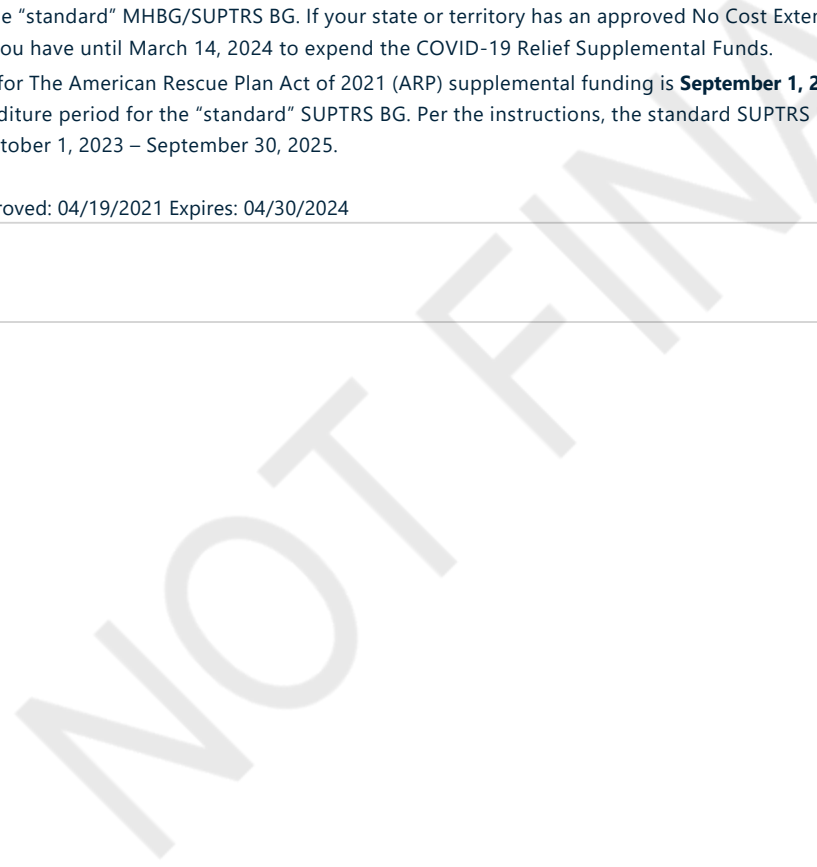 e “standard” MHBG/SUPTRS BG. If your state or territory has an approved No Cost Exten
ou have until March 14, 2024 to expend the COVID-19 Relief Supplemental Funds.
for The American Rescue Plan Act of 2021 (ARP) supplemental funding is September 1, 2
diture period for the “standard” SUPTRS BG. Per the instructions, the standard SUPTRS
tober 1, 2023 – September 30, 2025.
roved: 04/19/2021 Expires: 04/30/2024
NOT FINA